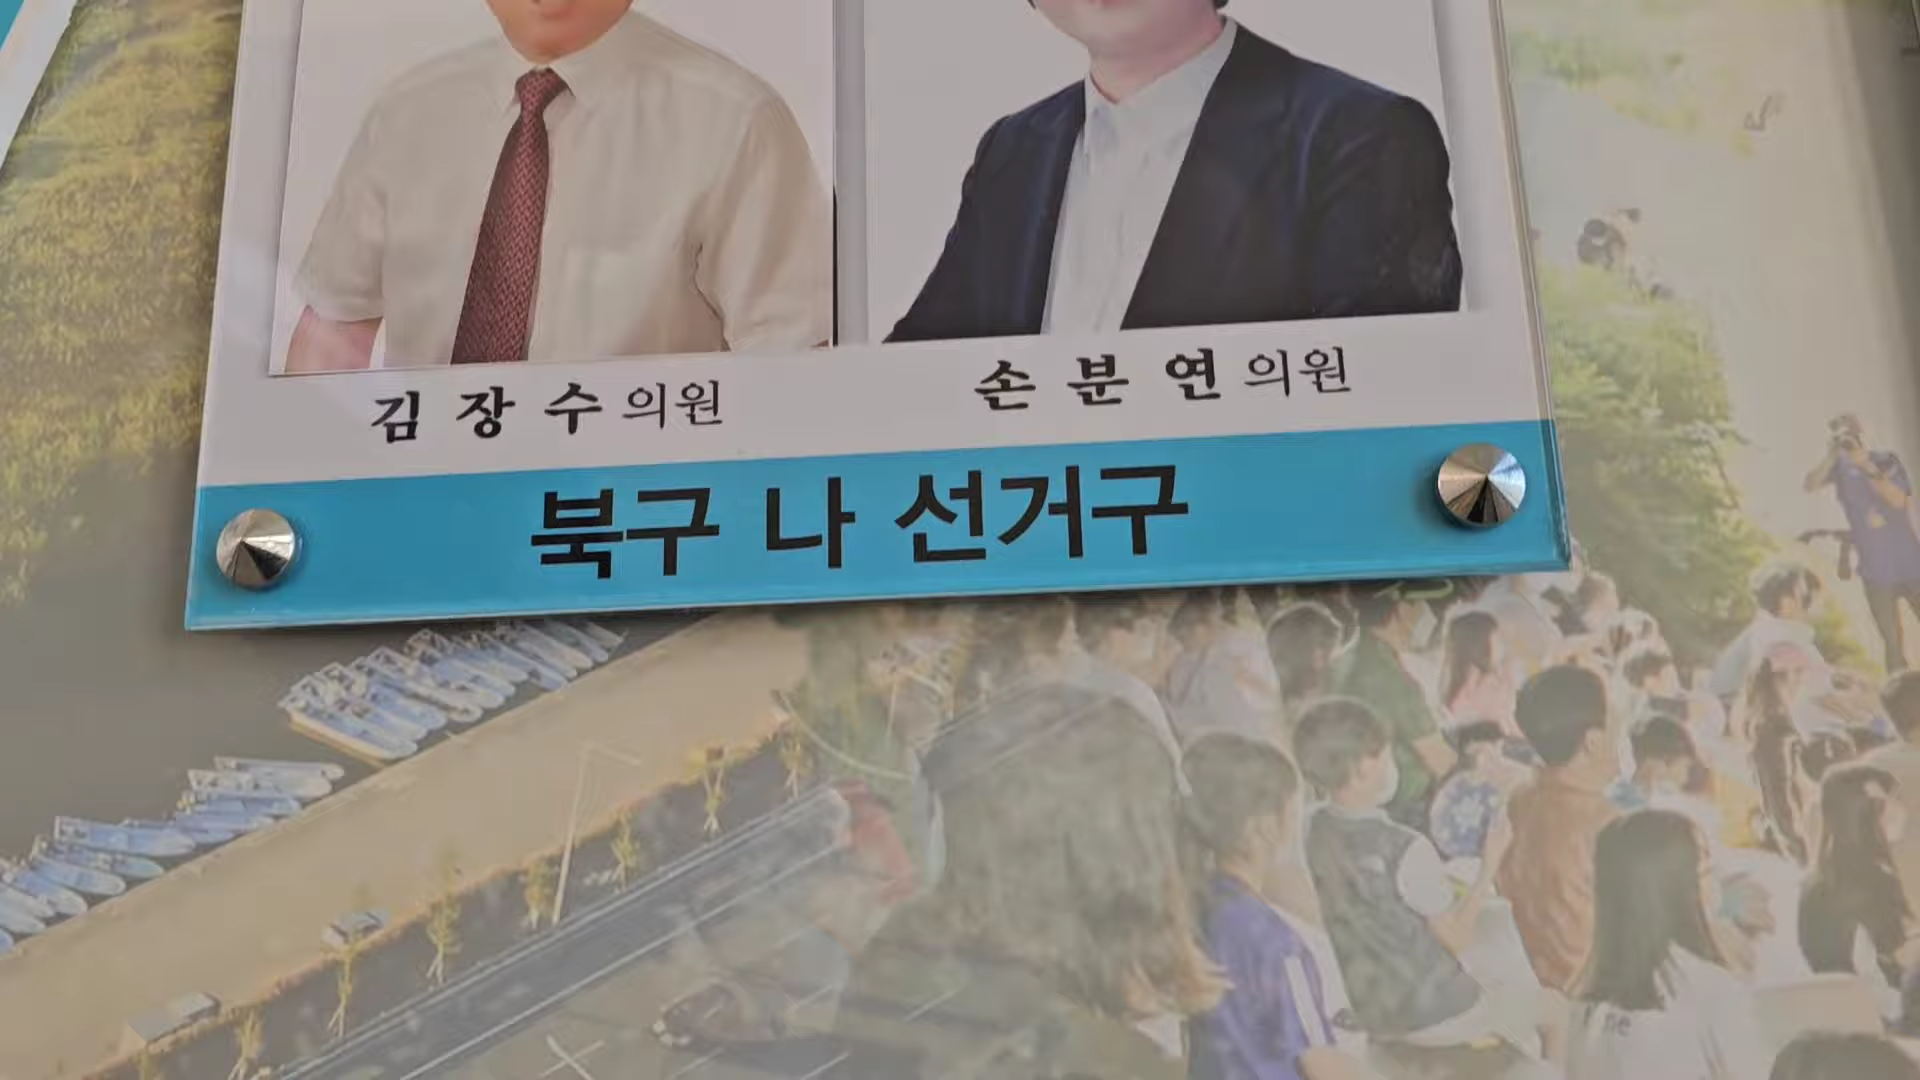 김 장 수 의원
손 분 연 의원
북구 나 선거구